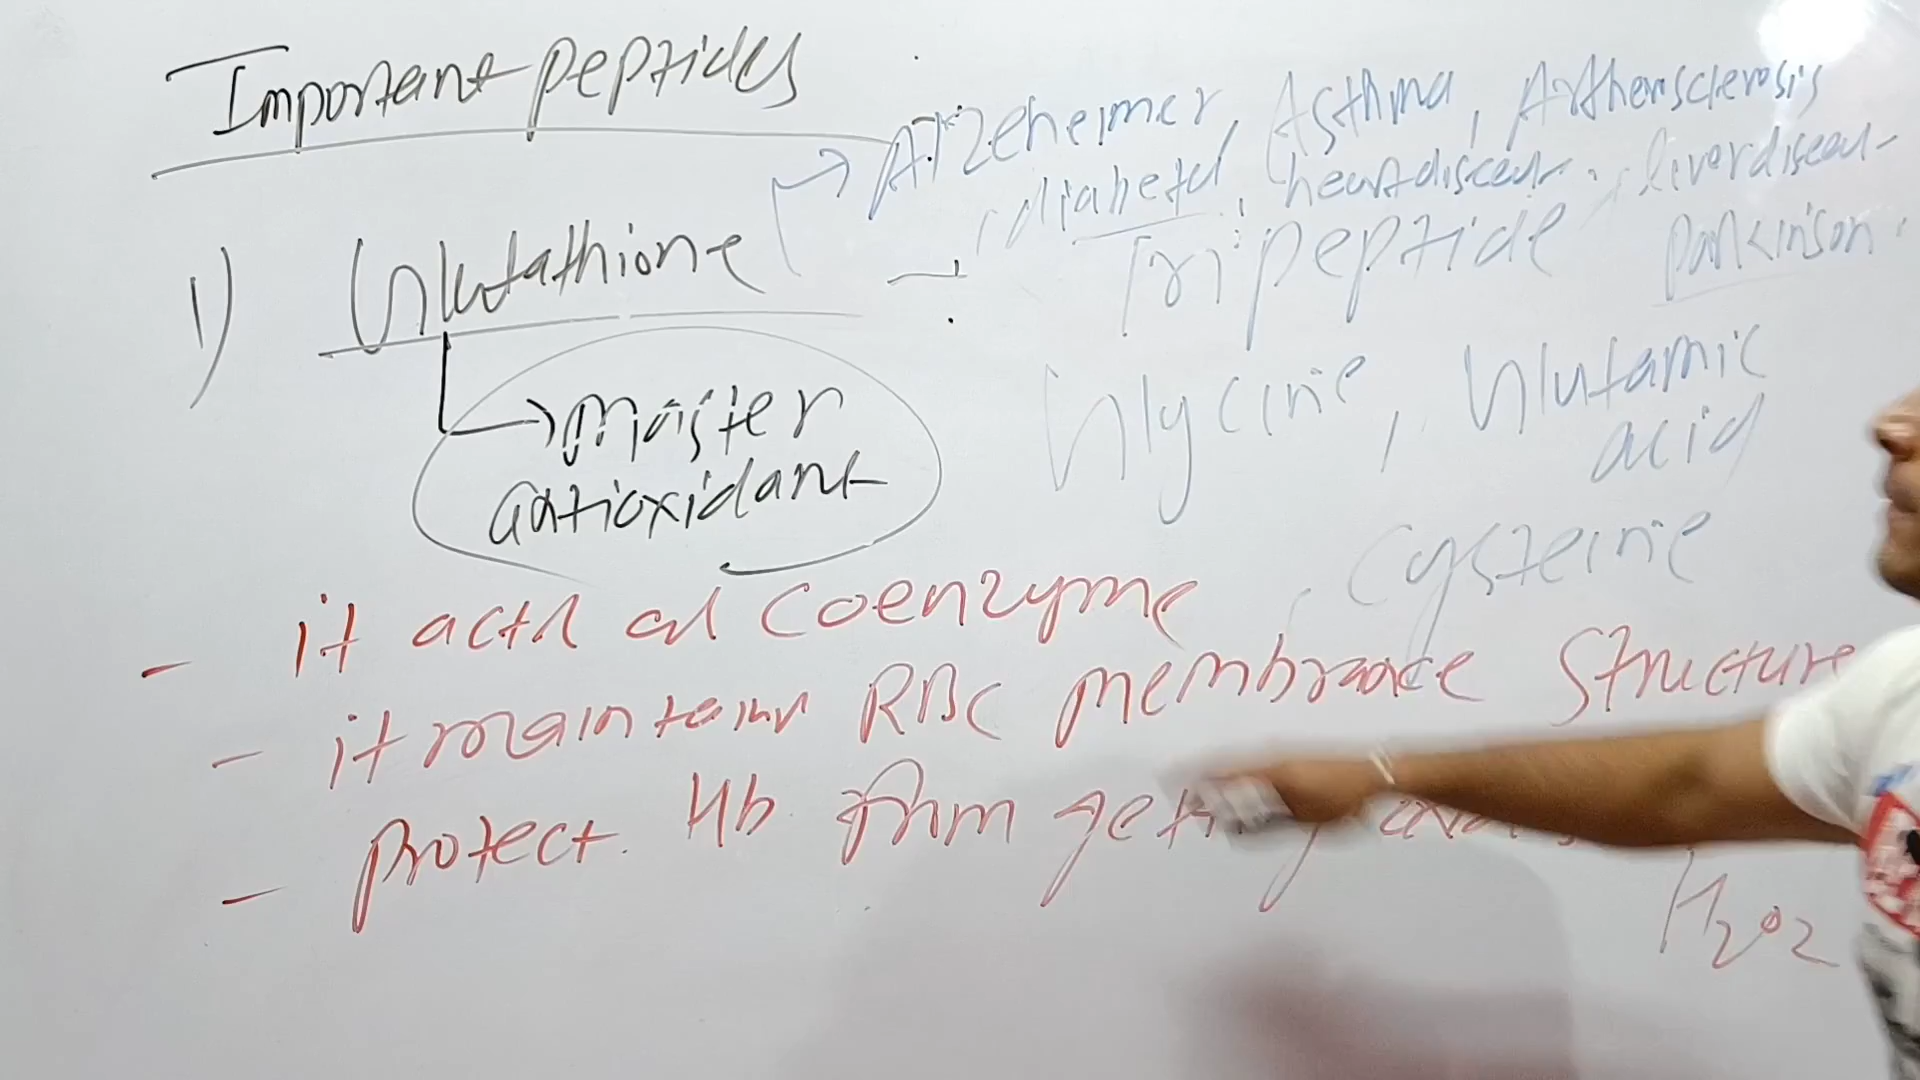 Important peptides
Alzeheimer, Asthma, Artherosclerosis
diabetes, heart disease, liver disease
1) Glutathione - Tripeptide Parkinson.
Glycine, Glutamic
acid
→ master
antioxidant
, Cysteine
- it acts as coenzyme
- it maintains RBC membrane structure
- protect Hb from getting
H2O2